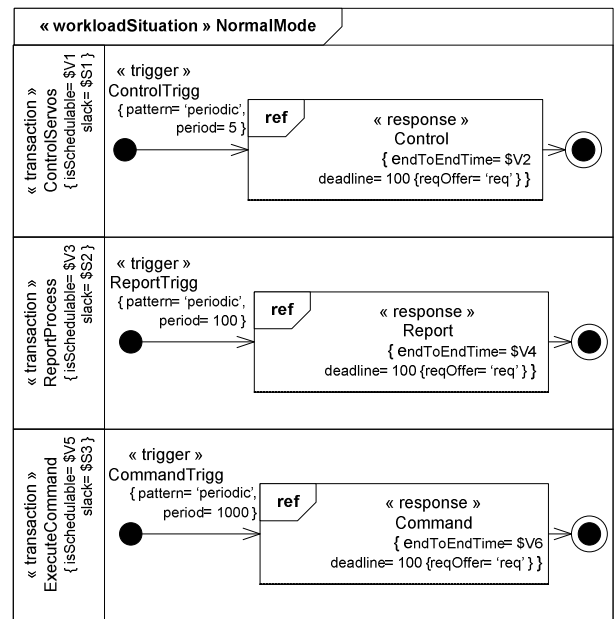 « workloadSituation » NormalMode
« transaction »
ControlServos
{ isSchedulable= $V1
slack= $S1 }
« trigger »
ControlTrigg
{ pattern= ‘periodic’,
period= 5 }
ref
« response »
Control
{ endToEndTime= $V2
deadline= 100 {reqOffer= ‘req’ } }
« transaction »
ReportProcess
{ isSchedulable= $V3
slack= $S2 }
« trigger »
ReportTrigg
{ pattern= ‘periodic’,
period= 100 }
ref
« response »
Report
{ endToEndTime= $V4
deadline= 100 {reqOffer= ‘req’ } }
« transaction »
ExecuteCommand
{ isSchedulable= $V5
slack= $S3 }
« trigger »
CommandTrigg
{ pattern= ‘periodic’,
period= 1000 }
ref
« response »
Command
{ endToEndTime= $V6
deadline= 100 {reqOffer= ‘req’ } }